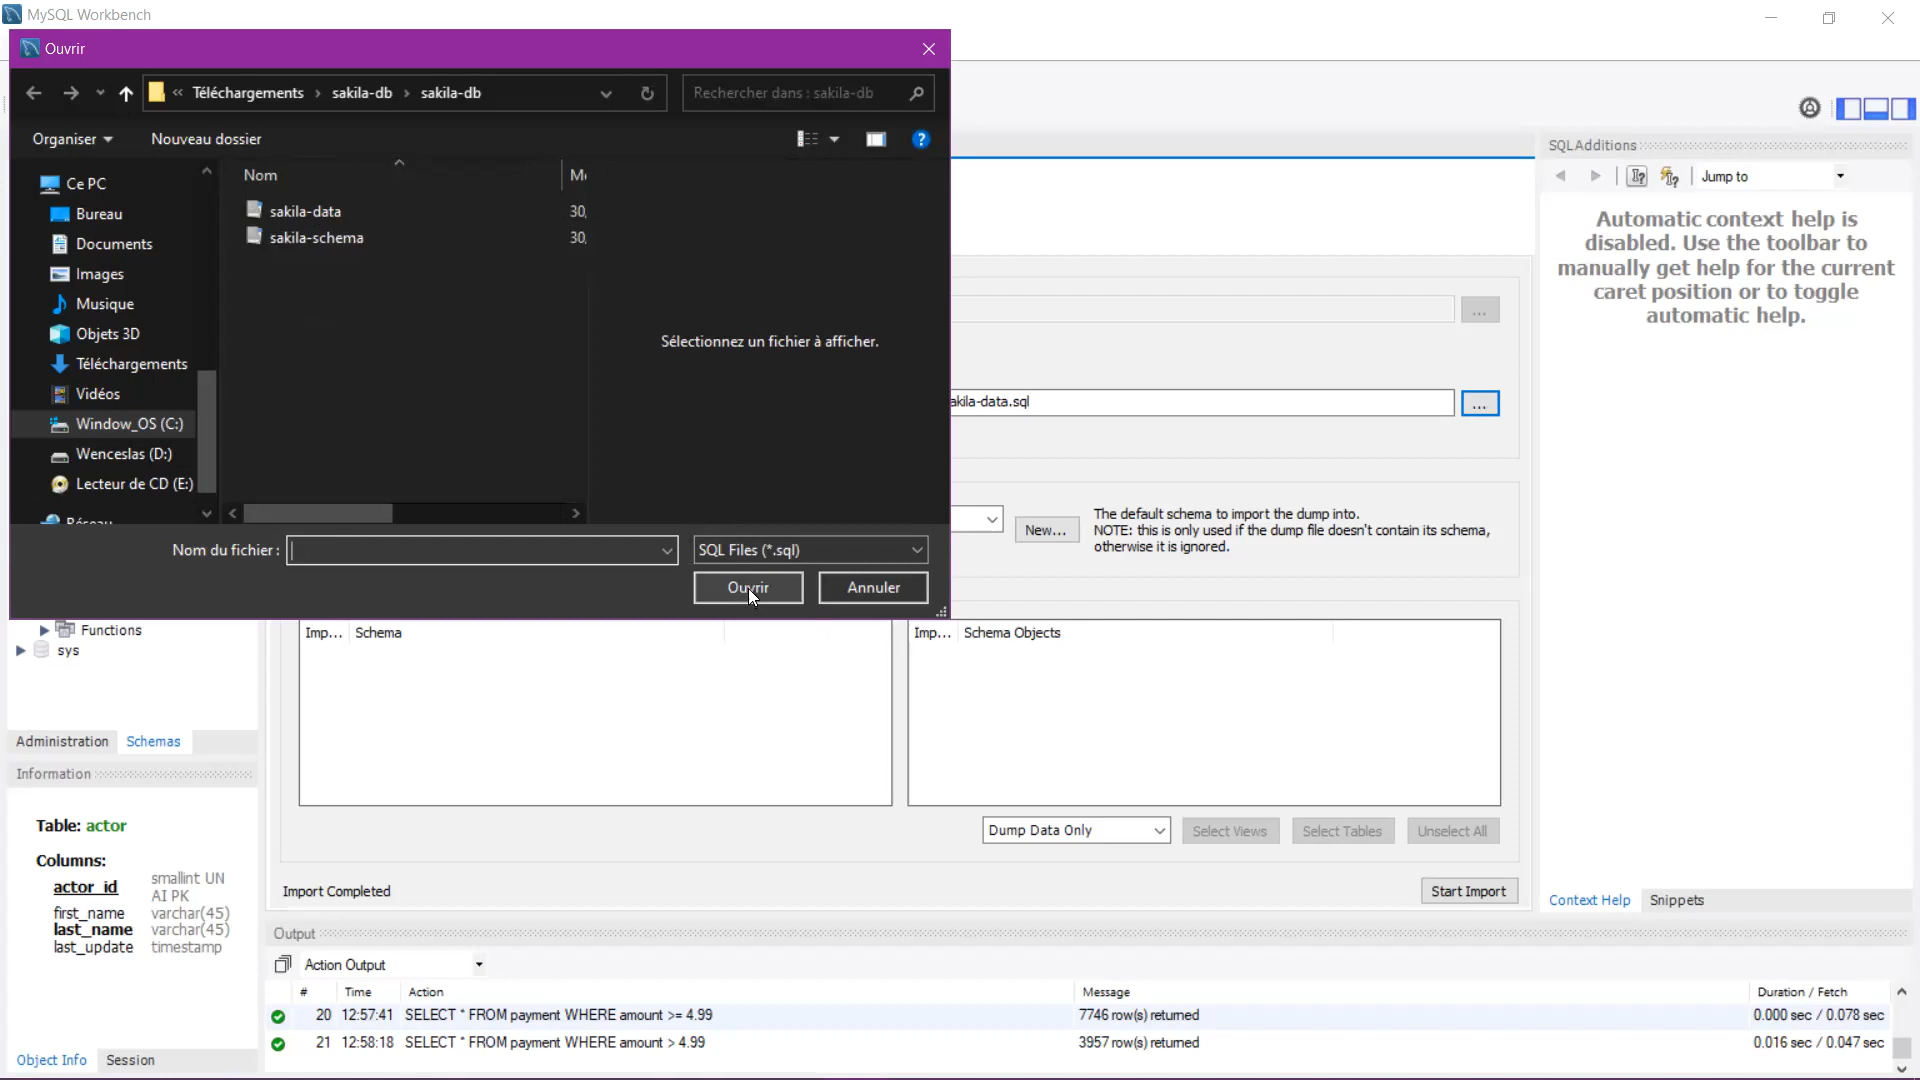 MySQL Workbench
Ouvrir
« Téléchargements › sakila-db › sakila-db
Rechercher dans : sakila-db
Organiser
Nouveau dossier
Ce PC
Bureau
Documents
Images
Musique
Objets 3D
Téléchargements
Vidéos
Window_OS (C:)
Wenceslas (D:)
Lecteur de CD (E:)
Nom
sakila-data 30,
sakila-schema 30,
Sélectionnez un fichier à afficher.
Nom du fichier :
SQL Files (*.sql)
Ouvrir
Annuler
akila-data.sql
...
...
New...
The default schema to import the dump into.
NOTE: this is only used if the dump file doesn't contain its schema,
otherwise it is ignored.
SQLAdditions
Jump to
Automatic context help is
disabled. Use the toolbar to
manually get help for the current
caret position or to toggle
automatic help.
Functions
sys
Imp... Schema
Imp... Schema Objects
Administration Schemas
Information
Table: actor
Columns:
actor_id smallint UN
AI PK
first_name varchar(45)
last_name varchar(45)
last_update timestamp
Object Info Session
Dump Data Only
Select Views
Select Tables
Unselect All
Import Completed
Start Import
Context Help Snippets
Output
Action Output
# Time Action Message Duration / Fetch
20 12:57:41 SELECT * FROM payment WHERE amount >= 4.99 7746 row(s) returned 0.000 sec / 0.078 sec
21 12:58:18 SELECT * FROM payment WHERE amount > 4.99 3957 row(s) returned 0.016 sec / 0.047 sec